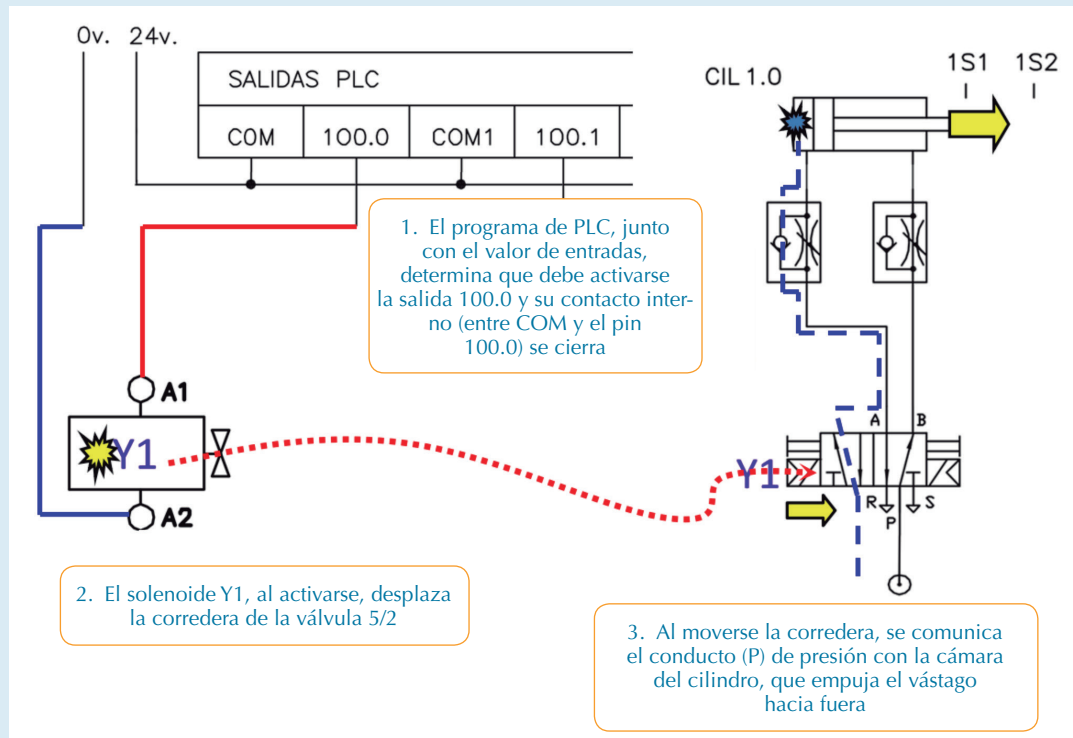 0v. 24v.
SALIDAS PLC
COM 100.0 COM1 100.1
CIL 1.0
1S1 1S2
1. El programa de PLC, junto
con el valor de entradas,
determina que debe activarse
la salida 100.0 y su contacto inter-
no (entre COM y el pin
100.0) se cierra
A1
Y1
A2
A B
Y1
R S
P
2. El solenoide Y1, al activarse, desplaza
la corredera de la válvula 5/2
3. Al moverse la corredera, se comunica
el conducto (P) de presión con la cámara
del cilindro, que empuja el vástago
hacia fuera